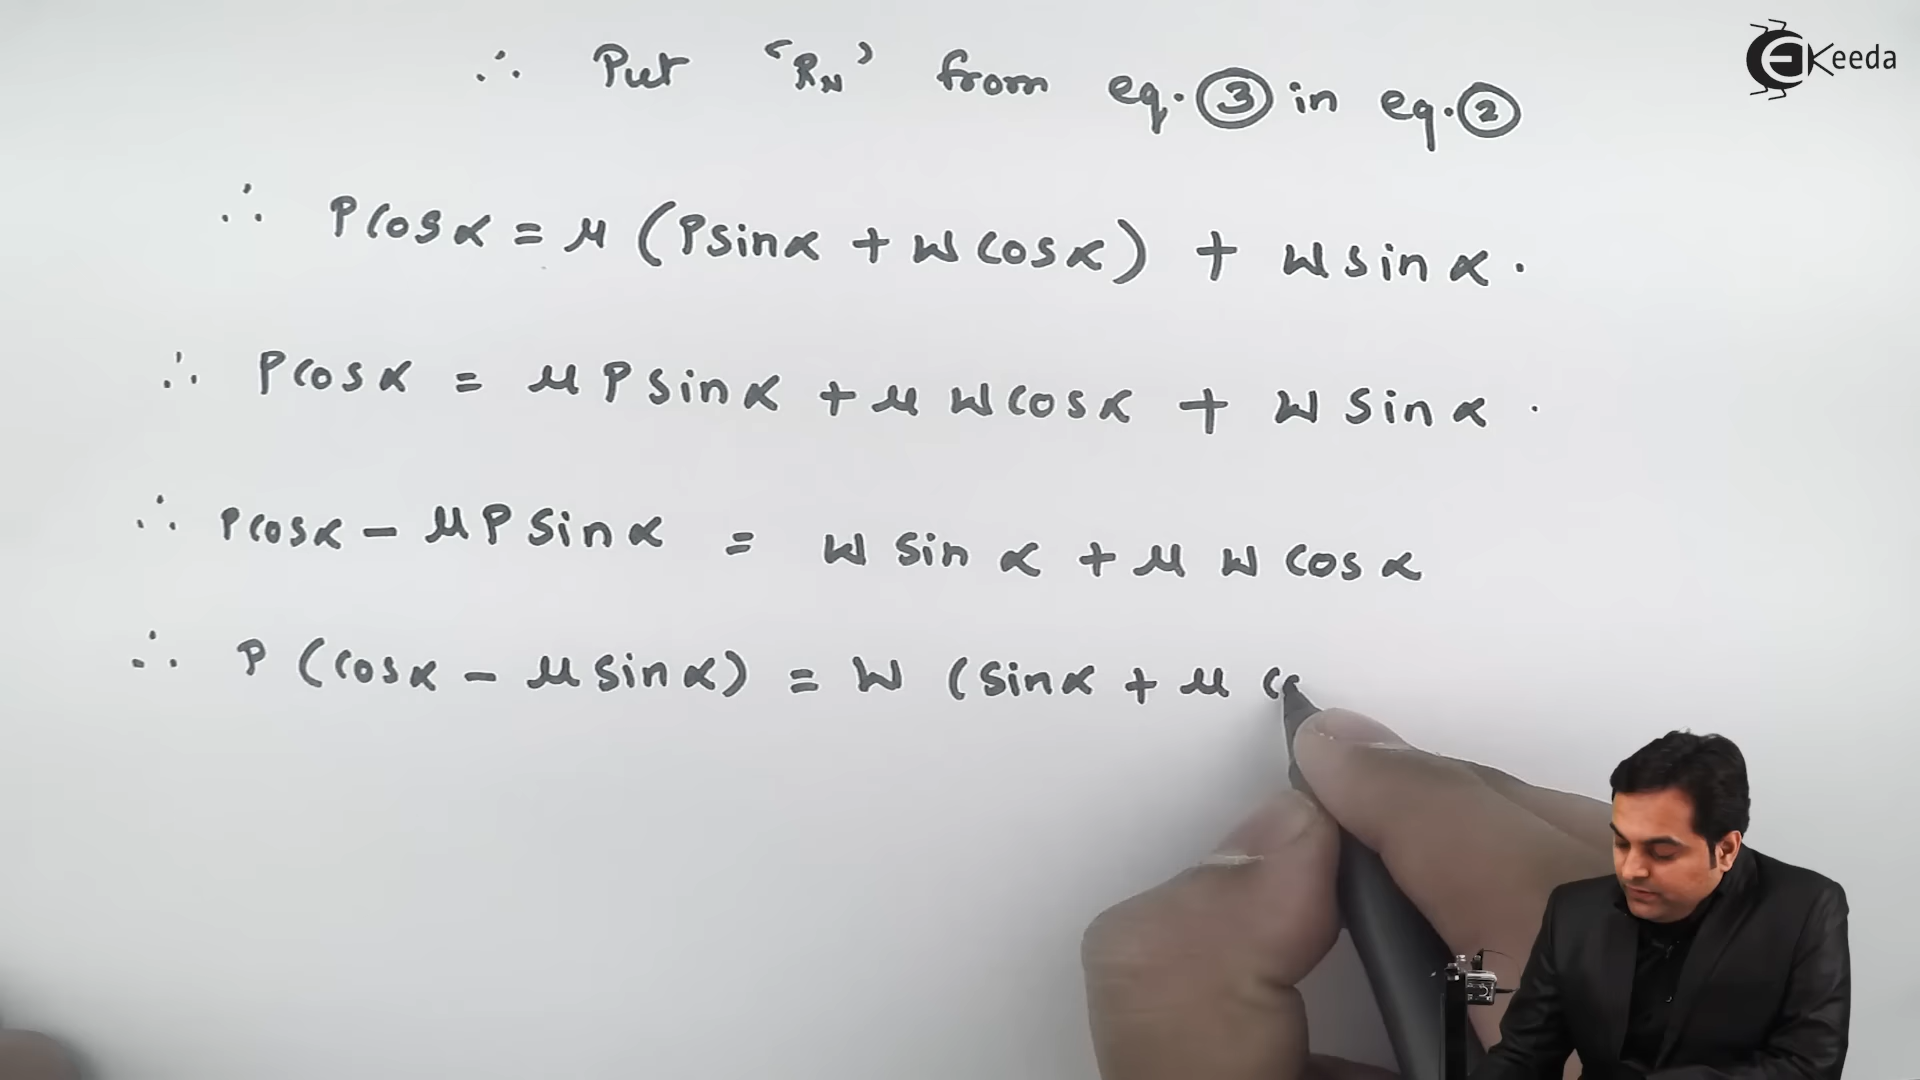 ∴ Put 'R_N' from eq. ③ in eq. ②
Ekeeda
∴ P cos α = μ (P sin α + W cos α) + W sin α .
∴ P cos α = μ P sin α + μ W cos α + W sin α .
∴ P cos α − μ P sin α = W sin α + μ W cos α
∴ P (cos α − μ sin α) = W (sin α + μ co